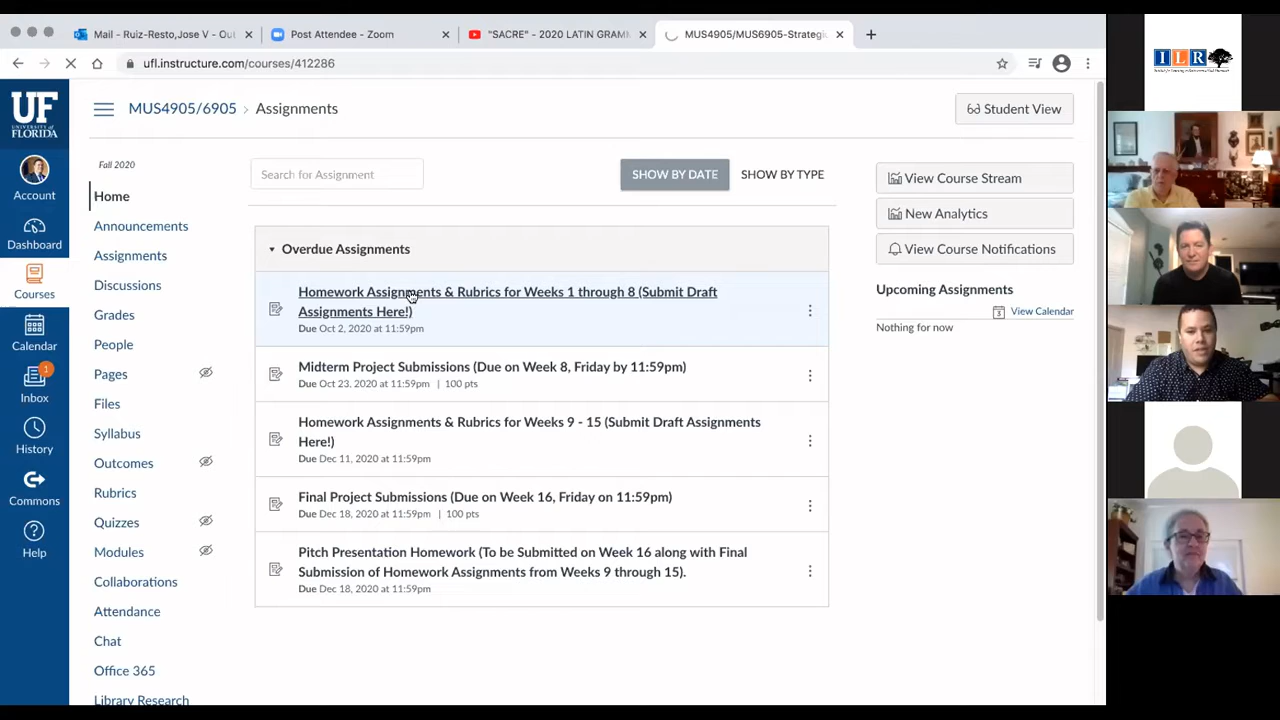 Mail - Ruiz-Resto,Jose V - Ou
Post Attendee - Zoom
"SACRE" - 2020 LATIN GRAM
MUS4905/MUS6905-Strategi
ufl.instructure.com/courses/412286
UF
UNIVERSITY of
FLORIDA
Account
Dashboard
Courses
Calendar
1
Inbox
History
Commons
Help
MUS4905/6905 › Assignments
Student View
Fall 2020
Home
Announcements
Assignments
Discussions
Grades
People
Pages
Files
Syllabus
Outcomes
Rubrics
Quizzes
Modules
Collaborations
Attendance
Chat
Office 365
Library Research
Search for Assignment
SHOW BY DATE
SHOW BY TYPE
Overdue Assignments
Homework Assignments & Rubrics for Weeks 1 through 8 (Submit Draft
Assignments Here!)
Due Oct 2, 2020 at 11:59pm
Midterm Project Submissions (Due on Week 8, Friday by 11:59pm)
Due Oct 23, 2020 at 11:59pm | 100 pts
Homework Assignments & Rubrics for Weeks 9 - 15 (Submit Draft Assignments
Here!)
Due Dec 11, 2020 at 11:59pm
Final Project Submissions (Due on Week 16, Friday on 11:59pm)
Due Dec 18, 2020 at 11:59pm | 100 pts
Pitch Presentation Homework (To be Submitted on Week 16 along with Final
Submission of Homework Assignments from Weeks 9 through 15).
Due Dec 18, 2020 at 11:59pm
View Course Stream
New Analytics
View Course Notifications
Upcoming Assignments
3 View Calendar
Nothing for now
ILR